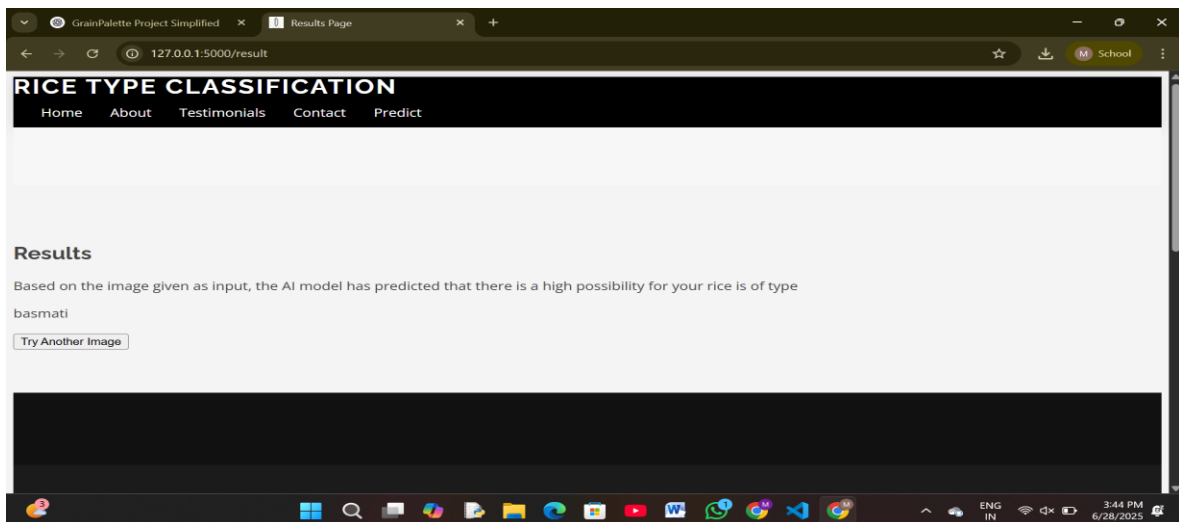 GrainPalette Project Simplified
Results Page
127.0.0.1:5000/result
M School
RICE TYPE CLASSIFICATION
Home About Testimonials Contact Predict
Results
Based on the image given as input, the AI model has predicted that there is a high possibility for your rice is of type
basmati
Try Another Image
3
ENG
IN
3:44 PM
6/28/2025